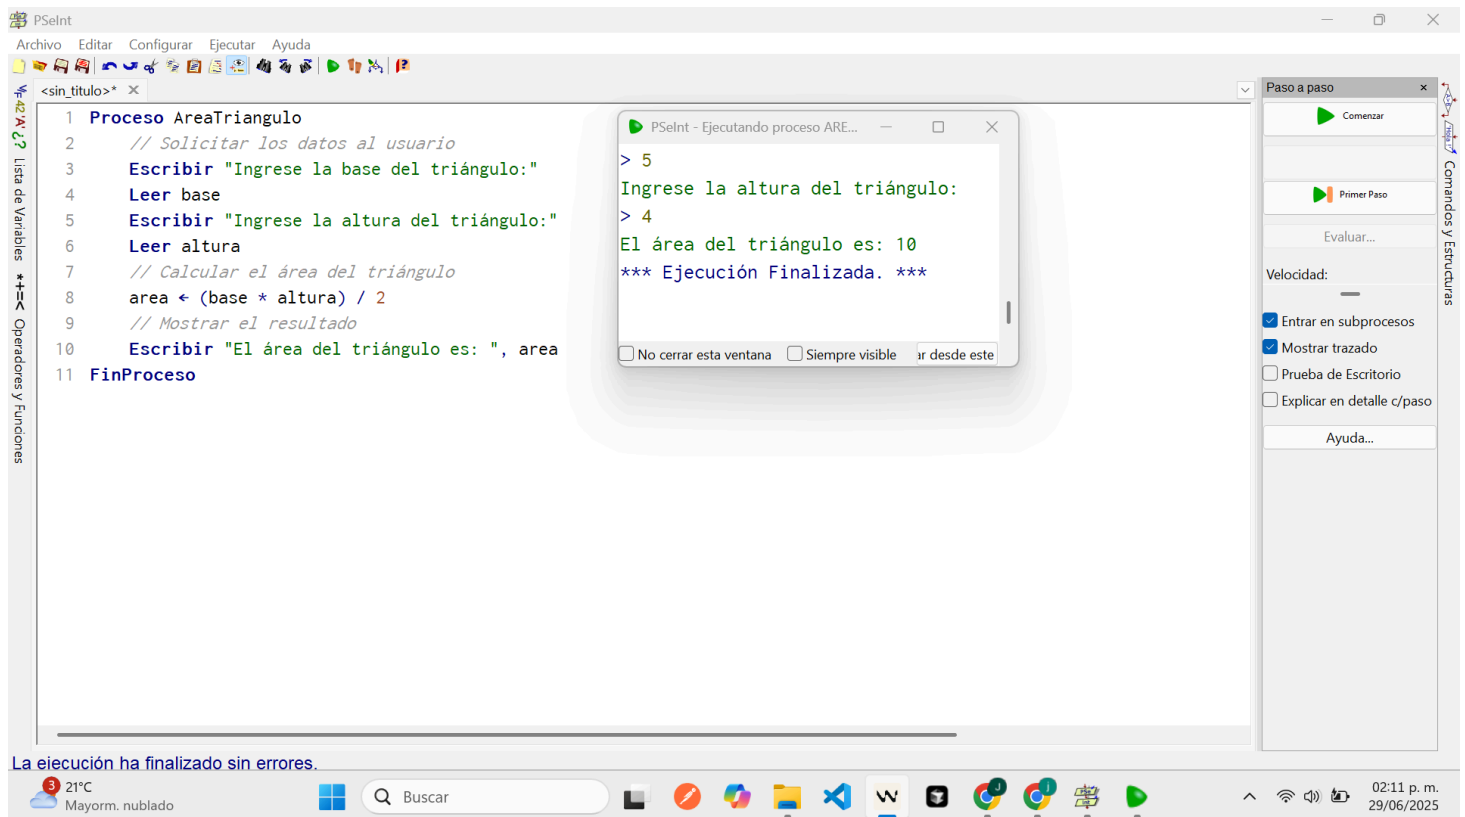 PSeInt
Archivo Editar Configurar Ejecutar Ayuda
<sin_titulo>*
1 Proceso AreaTriangulo
2 // Solicitar los datos al usuario
3 Escribir "Ingrese la base del triángulo:"
4 Leer base
5 Escribir "Ingrese la altura del triángulo:"
6 Leer altura
7 // Calcular el área del triángulo
8 area ← (base * altura) / 2
9 // Mostrar el resultado
10 Escribir "El área del triángulo es: ", area
11 FinProceso
PSeInt - Ejecutando proceso ARE...
> 5
Ingrese la altura del triángulo:
> 4
El área del triángulo es: 10
*** Ejecución Finalizada. ***
No cerrar esta ventana Siempre visible ar desde este
Paso a paso
Comenzar
Primer Paso
Evaluar...
Velocidad:
Entrar en subprocesos
Mostrar trazado
Prueba de Escritorio
Explicar en detalle c/paso
Ayuda...
Lista de Variables
*+=< Operadores y Funciones
Comandos y Estructuras
La ejecución ha finalizado sin errores.
3
21°C
Mayorm. nublado
Buscar
02:11 p. m.
29/06/2025